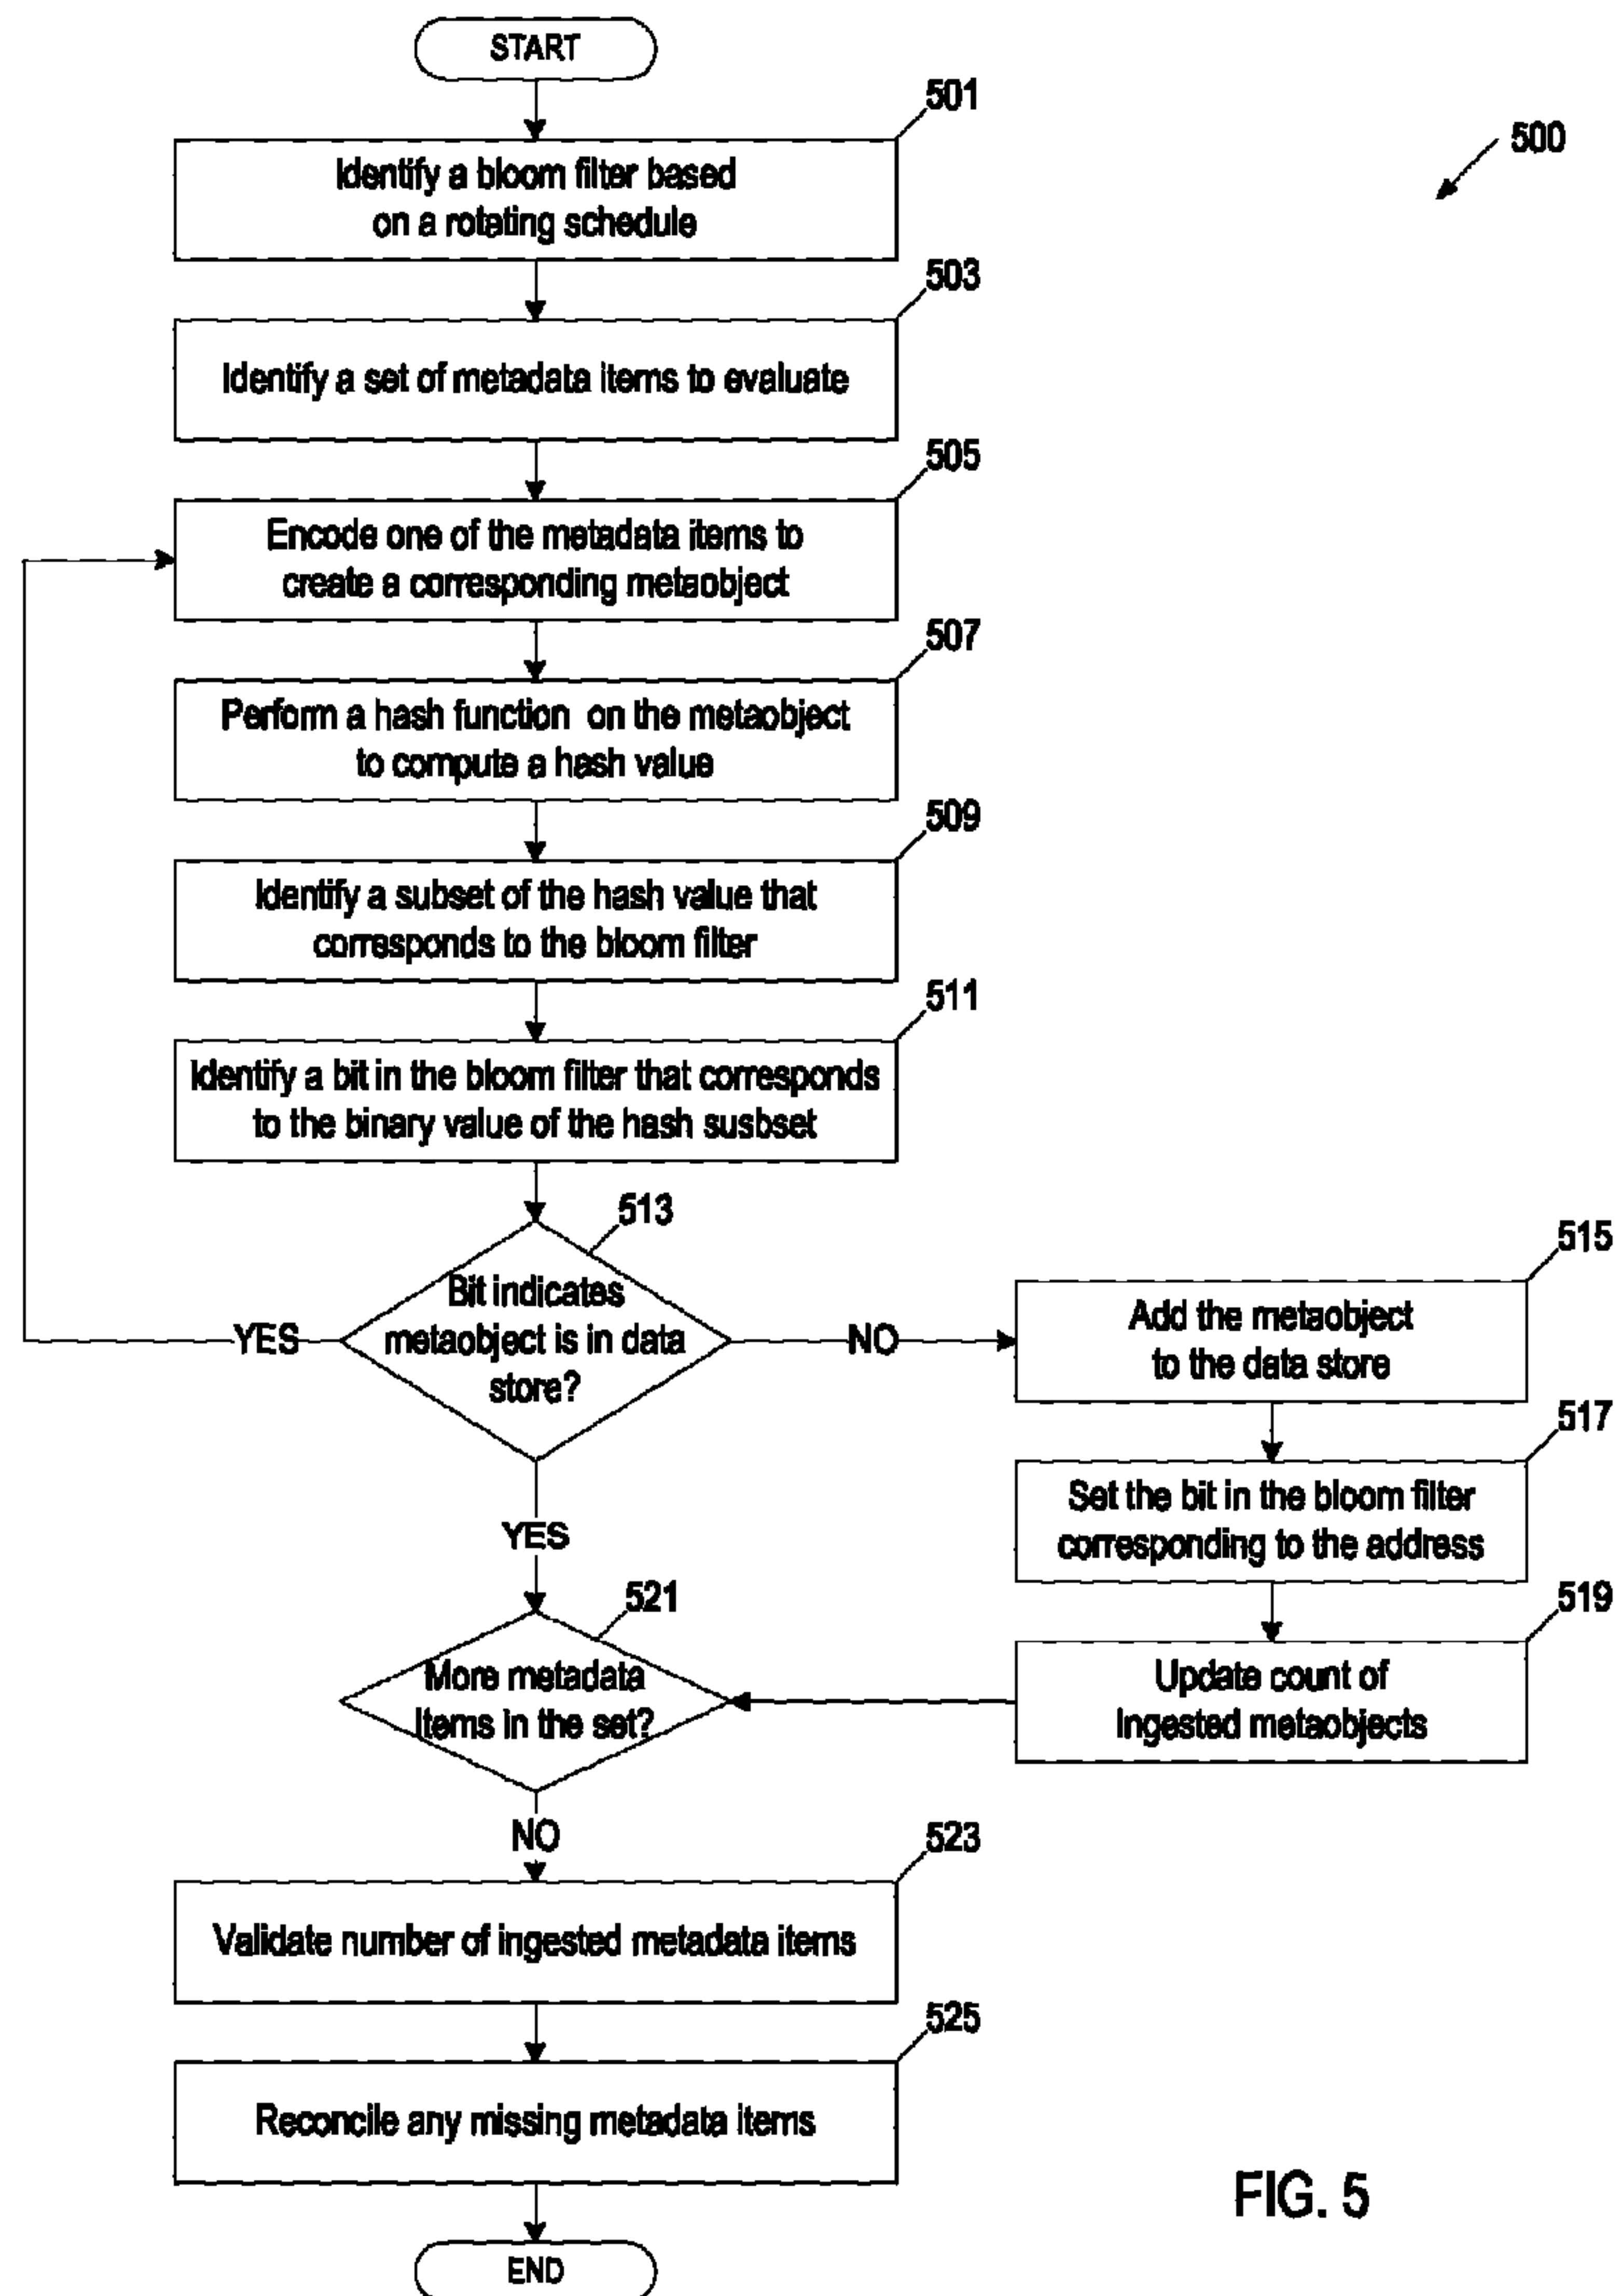 START
501
500
Identify a bloom filter based
on a rotating schedule
503
Identify a set of metadata items to evaluate
505
Encode one of the metadata items to
create a corresponding metaobject
507
Perform a hash function on the metaobject
to compute a hash value
509
Identify a subset of the hash value that
corresponds to the bloom filter
511
Identify a bit in the bloom filter that corresponds
to the binary value of the hash susbset
513
Bit indicates
metaobject is in data
store?
YES
NO
515
Add the metaobject
to the data store
517
Set the bit in the bloom filter
corresponding to the address
519
Update count of
ingested metaobjects
YES
521
More metadata
items in the set?
NO
523
Validate number of ingested metadata items
525
Reconcile any missing metadata items
END
FIG. 5